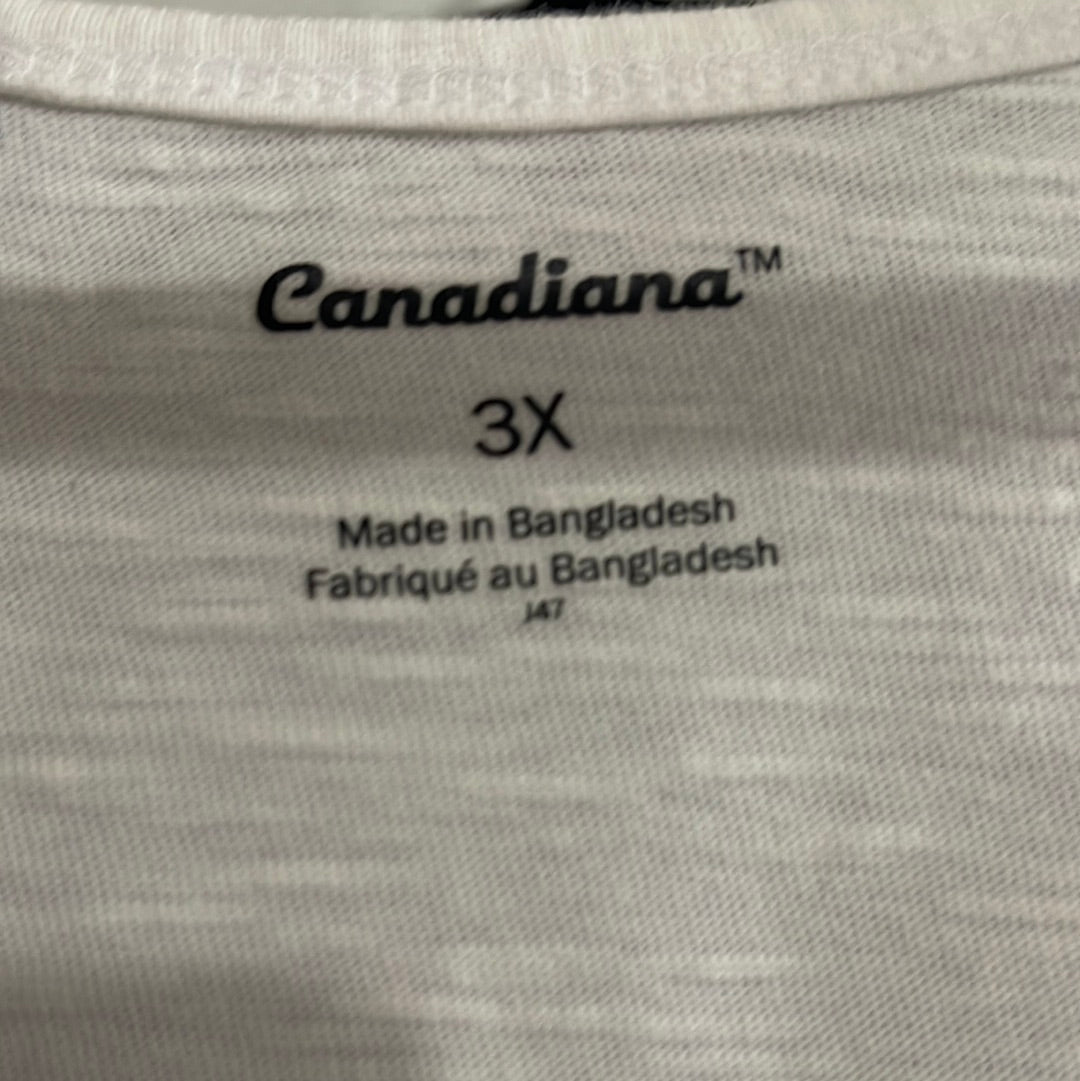 Canadiana™
3X
Made in Bangladesh
Fabriqué au Bangladesh
J47